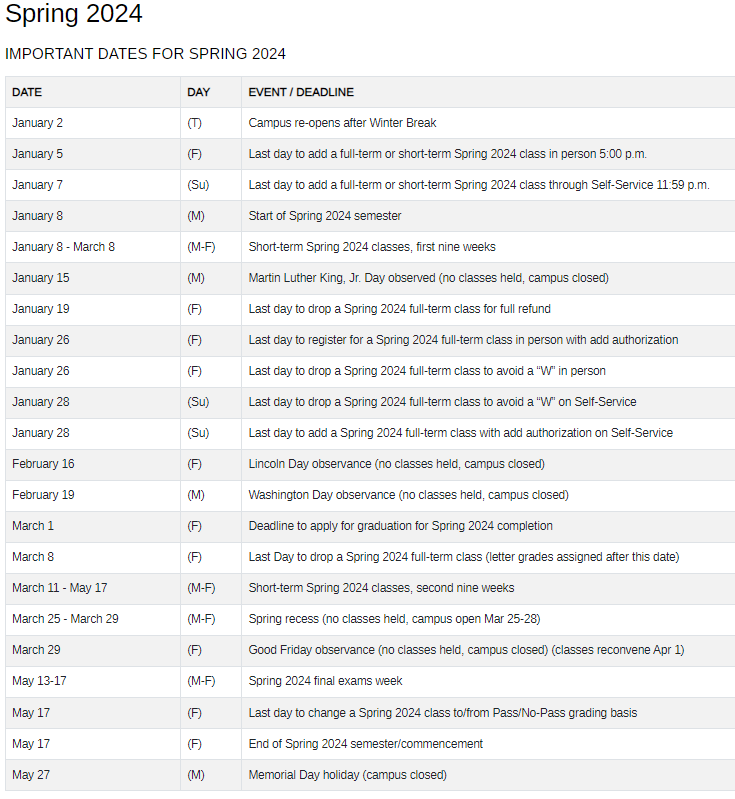 Spring 2024
IMPORTANT DATES FOR SPRING 2024
DATE DAY EVENT / DEADLINE
January 2 (T) Campus re-opens after Winter Break
January 5 (F) Last day to add a full-term or short-term Spring 2024 class in person 5:00 p.m.
January 7 (Su) Last day to add a full-term or short-term Spring 2024 class through Self-Service 11:59 p.m.
January 8 (M) Start of Spring 2024 semester
January 8 - March 8 (M-F) Short-term Spring 2024 classes, first nine weeks
January 15 (M) Martin Luther King, Jr. Day observed (no classes held, campus closed)
January 19 (F) Last day to drop a Spring 2024 full-term class for full refund
January 26 (F) Last day to register for a Spring 2024 full-term class in person with add authorization
January 26 (F) Last day to drop a Spring 2024 full-term class to avoid a “W” in person
January 28 (Su) Last day to drop a Spring 2024 full-term class to avoid a “W” on Self-Service
January 28 (Su) Last day to add a Spring 2024 full-term class with add authorization on Self-Service
February 16 (F) Lincoln Day observance (no classes held, campus closed)
February 19 (M) Washington Day observance (no classes held, campus closed)
March 1 (F) Deadline to apply for graduation for Spring 2024 completion
March 8 (F) Last Day to drop a Spring 2024 full-term class (letter grades assigned after this date)
March 11 - May 17 (M-F) Short-term Spring 2024 classes, second nine weeks
March 25 - March 29 (M-F) Spring recess (no classes held, campus open Mar 25-28)
March 29 (F) Good Friday observance (no classes held, campus closed) (classes reconvene Apr 1)
May 13-17 (M-F) Spring 2024 final exams week
May 17 (F) Last day to change a Spring 2024 class to/from Pass/No-Pass grading basis
May 17 (F) End of Spring 2024 semester/commencement
May 27 (M) Memorial Day holiday (campus closed)